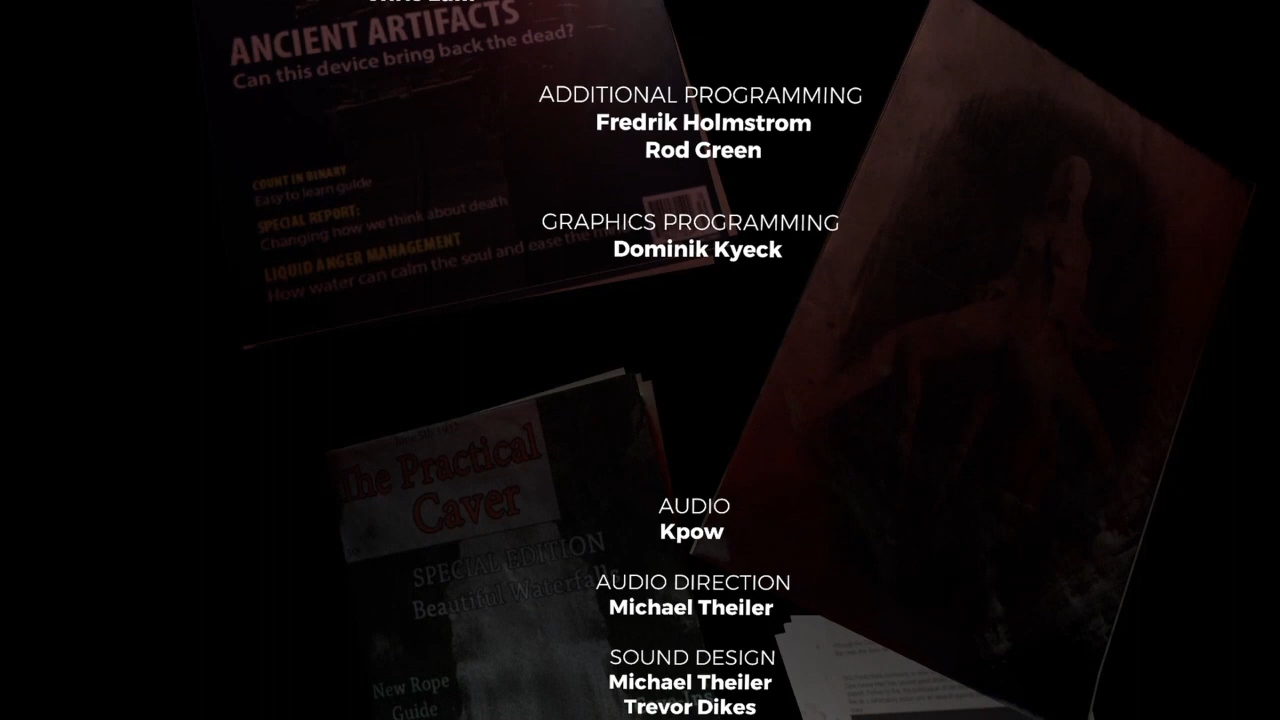 ANCIENT ARTIFACTS
Can this device bring back the dead?
COUNT IN BINARY
Easy to learn guide
SPECIAL REPORT:
Changing how we think about death
LIQUID ANGER MANAGEMENT
How water can calm the soul and ease the
ADDITIONAL PROGRAMMING
Fredrik Holmstrom
Rod Green
GRAPHICS PROGRAMMING
Dominik Kyeck
The Practical
Caver
SPECIAL EDITION
Beautiful Waterfalls
New Rope
Guide
AUDIO
Kpow
AUDIO DIRECTION
Michael Theiler
SOUND DESIGN
Michael Theiler
Trevor Dikes